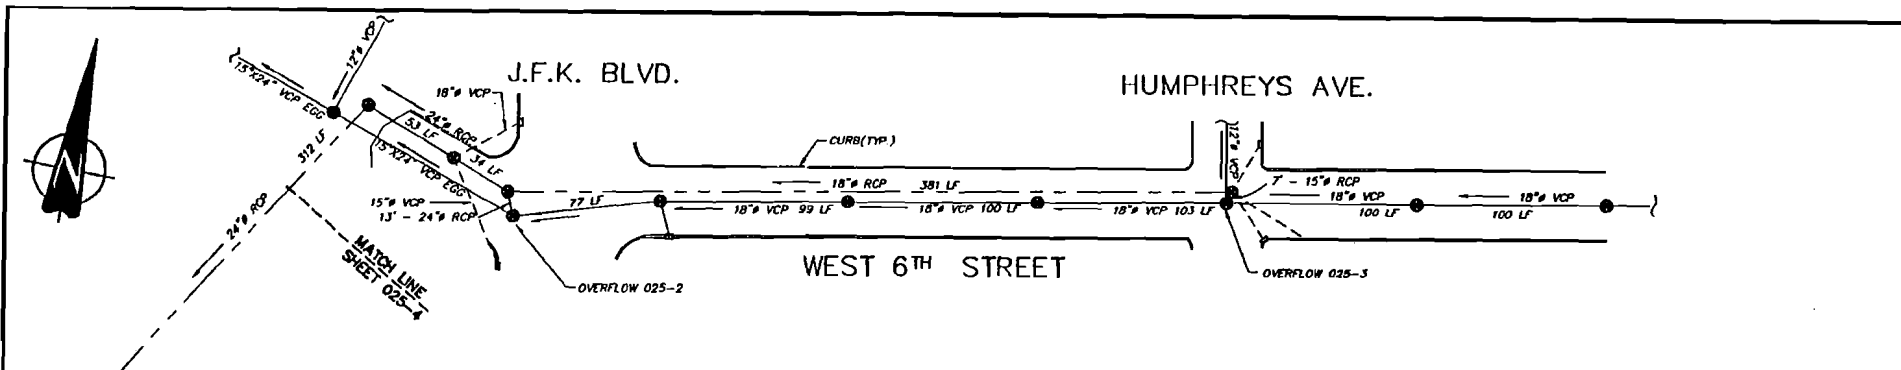 12"ø VCP
15"X24" VCP EGG
J.F.K. BLVD.
18"ø VCP
24"ø RCP
53 LF
34 LF
312 LF
15"X24" VCP EGG
HUMPHREYS AVE.
CURB(TYP.)
12"ø VCP
18"ø RCP 381 LF
7' - 15"ø RCP
15"ø VCP
13' - 24"ø RCP
77 LF
18"ø VCP 99 LF
18"ø VCP 100 LF
18"ø VCP 103 LF
18"ø VCP
100 LF
18"ø VCP
100 LF
24"ø RCP
MATCH LINE
SHEET 025-4
WEST 6TH STREET
OVERFLOW 025-2
OVERFLOW 025-3